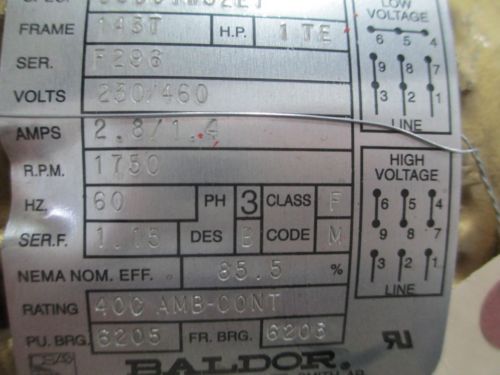 FRAME 143T H.P. 1 TE
SER. F296
VOLTS 230/460
AMPS 2.8/1.4
R.P.M. 1750
HZ. 60 PH 3 CLASS F
SER.F. 1.15 DES B CODE M
NEMA NOM. EFF. 85.5 %
RATING 40C AMB-CONT
PU. BRG. 6205 FR. BRG. 6203
BALDOR
LOW
VOLTAGE
6 5 4
9 8 7
3 2 1
LINE
HIGH
VOLTAGE
6 5 4
9 8 7
3 2 1
LINE